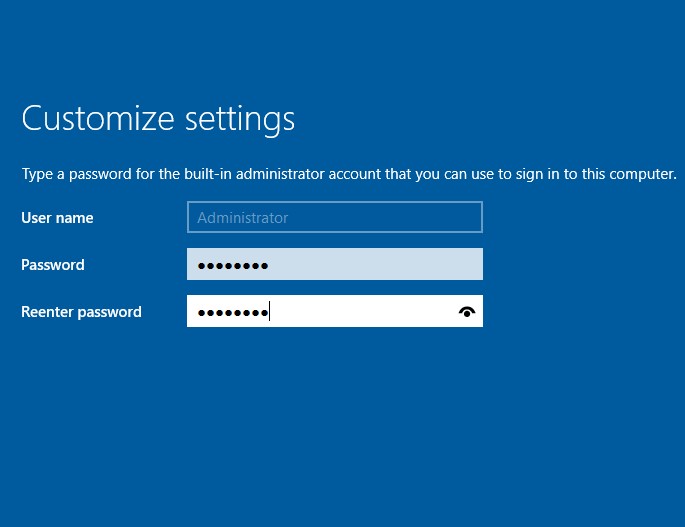 Customize settings
Type a password for the built-in administrator account that you can use to sign in to this computer.
User name
Administrator
Password
●●●●●●●●
Reenter password
●●●●●●●●